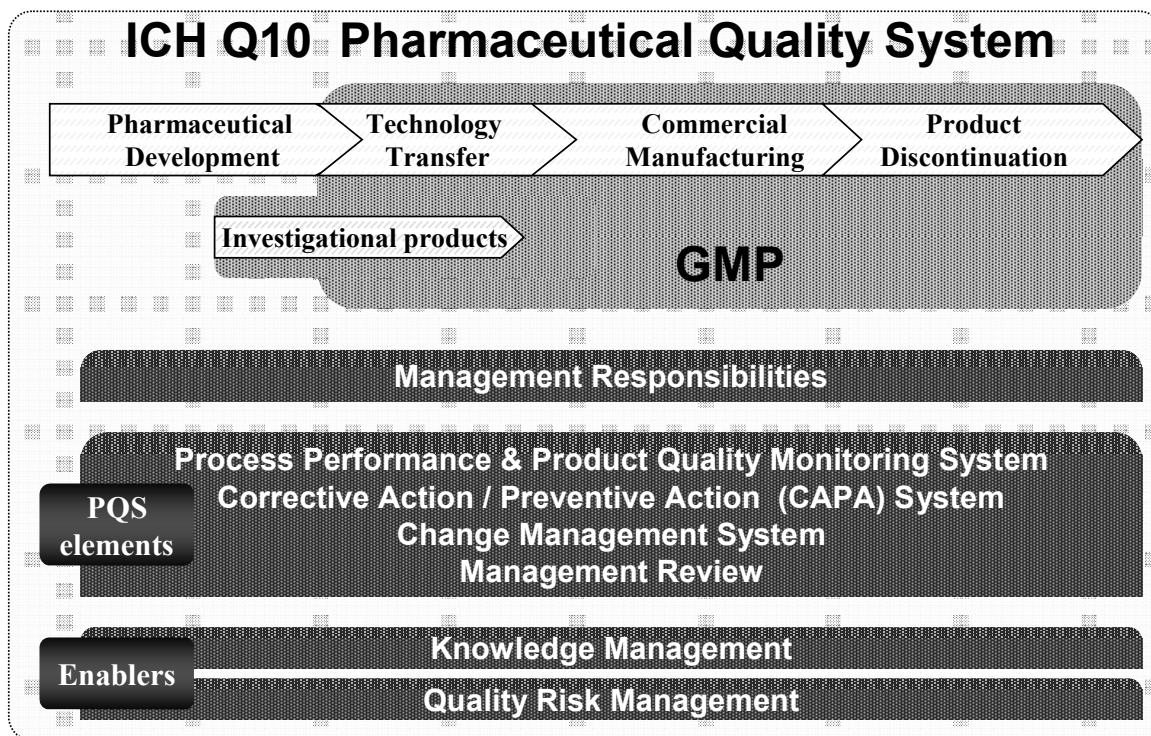 ICH Q10 Pharmaceutical Quality System
Pharmaceutical
Development
Technology
Transfer
Commercial
Manufacturing
Product
Discontinuation
Investigational products
GMP
Management Responsibilities
PQS
elements
Process Performance & Product Quality Monitoring System
Corrective Action / Preventive Action (CAPA) System
Change Management System
Management Review
Enablers
Knowledge Management
Quality Risk Management